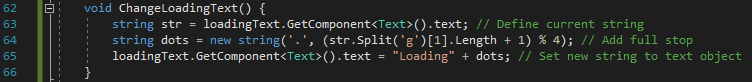 62 void ChangeLoadingText() {
63 string str = loadingText.GetComponent<Text>().text; // Define current string
64 string dots = new string('.', (str.Split('g')[1].Length + 1) % 4); // Add full stop
65 loadingText.GetComponent<Text>().text = "Loading" + dots; // Set new string to text object
66 }